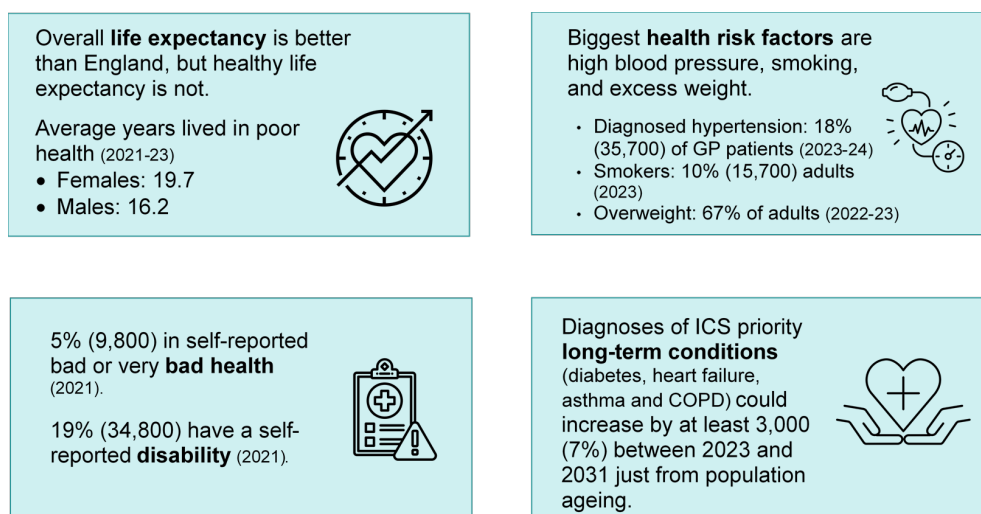 Overall life expectancy is better
than England, but healthy life
expectancy is not.
Average years lived in poor
health (2021-23)
• Females: 19.7
• Males: 16.2
Biggest health risk factors are
high blood pressure, smoking,
and excess weight.
• Diagnosed hypertension: 18%
(35,700) of GP patients (2023-24)
• Smokers: 10% (15,700) adults
(2023)
• Overweight: 67% of adults (2022-23)
5% (9,800) in self-reported
bad or very bad health
(2021).
19% (34,800) have a self-
reported disability (2021).
Diagnoses of ICS priority
long-term conditions
(diabetes, heart failure,
asthma and COPD) could
increase by at least 3,000
(7%) between 2023 and
2031 just from population
ageing.